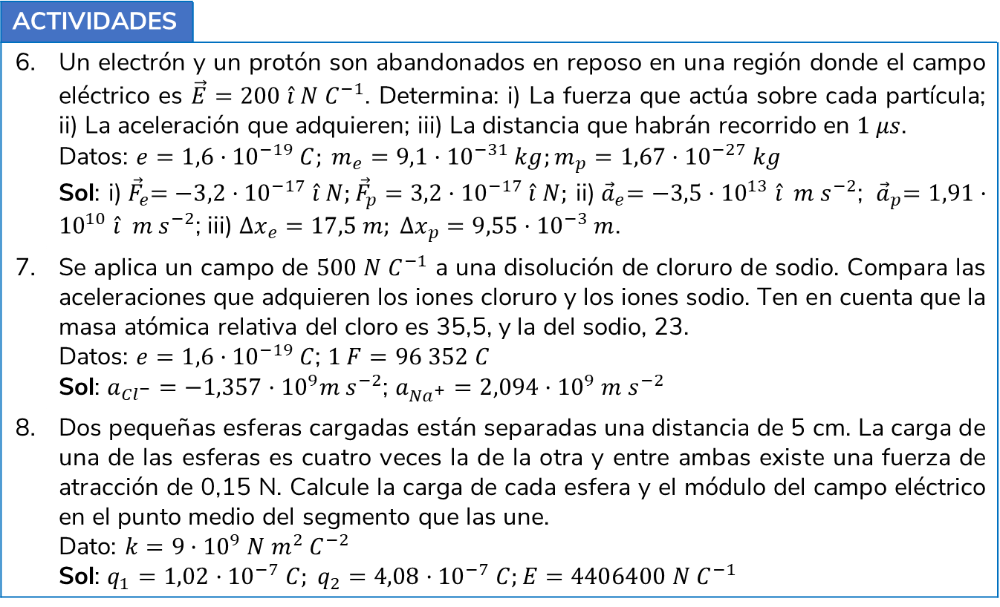 ACTIVIDADES
6. Un electrón y un protón son abandonados en reposo en una región donde el campo
eléctrico es $\vec{E} = 200\ \hat{\imath}\ N\ C^{-1}$. Determina: i) La fuerza que actúa sobre cada partícula;
ii) La aceleración que adquieren; iii) La distancia que habrán recorrido en $1\ \mu s$.
Datos: $e = 1,6 \cdot 10^{-19}\ C;\ m_e = 9,1 \cdot 10^{-31}\ kg; m_p = 1,67 \cdot 10^{-27}\ kg$
Sol: i) $\vec{F}_e = -3,2 \cdot 10^{-17}\ \hat{\imath}\ N; \vec{F}_p = 3,2 \cdot 10^{-17}\ \hat{\imath}\ N$; ii) $\vec{a}_e = -3,5 \cdot 10^{13}\ \hat{\imath}\ m\ s^{-2};\ \vec{a}_p = 1,91 \cdot$
$10^{10}\ \hat{\imath}\ m\ s^{-2}$; iii) $\Delta x_e = 17,5\ m;\ \Delta x_p = 9,55 \cdot 10^{-3}\ m$.
7. Se aplica un campo de $500\ N\ C^{-1}$ a una disolución de cloruro de sodio. Compara las
aceleraciones que adquieren los iones cloruro y los iones sodio. Ten en cuenta que la
masa atómica relativa del cloro es 35,5, y la del sodio, 23.
Datos: $e = 1,6 \cdot 10^{-19}\ C; 1\ F = 96\ 352\ C$
Sol: $a_{Cl^-} = -1,357 \cdot 10^9 m\ s^{-2}; a_{Na^+} = 2,094 \cdot 10^9\ m\ s^{-2}$
8. Dos pequeñas esferas cargadas están separadas una distancia de 5 cm. La carga de
una de las esferas es cuatro veces la de la otra y entre ambas existe una fuerza de
atracción de 0,15 N. Calcule la carga de cada esfera y el módulo del campo eléctrico
en el punto medio del segmento que las une.
Dato: $k = 9 \cdot 10^9\ N\ m^2\ C^{-2}$
Sol: $q_1 = 1,02 \cdot 10^{-7}\ C;\ q_2 = 4,08 \cdot 10^{-7}\ C; E = 4406400\ N\ C^{-1}$